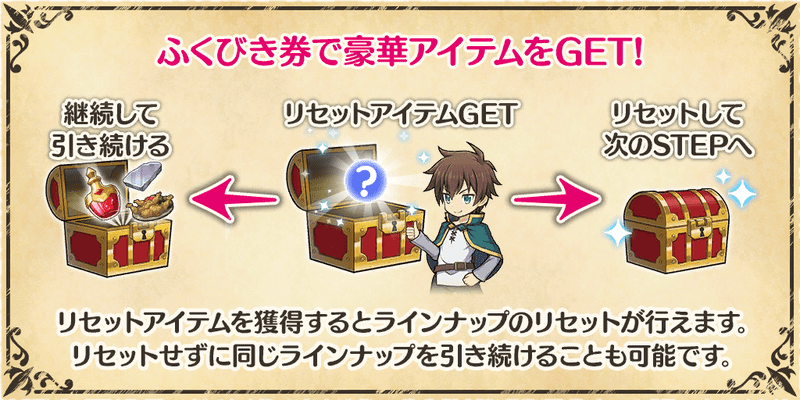 ふくびき券で豪華アイテムをGET!
継続して
引き続ける
リセットアイテムGET
?
リセットして
次のSTEPへ
リセットアイテムを獲得するとラインナップのリセットが行えます。
リセットせずに同じラインナップを引き続けることも可能です。